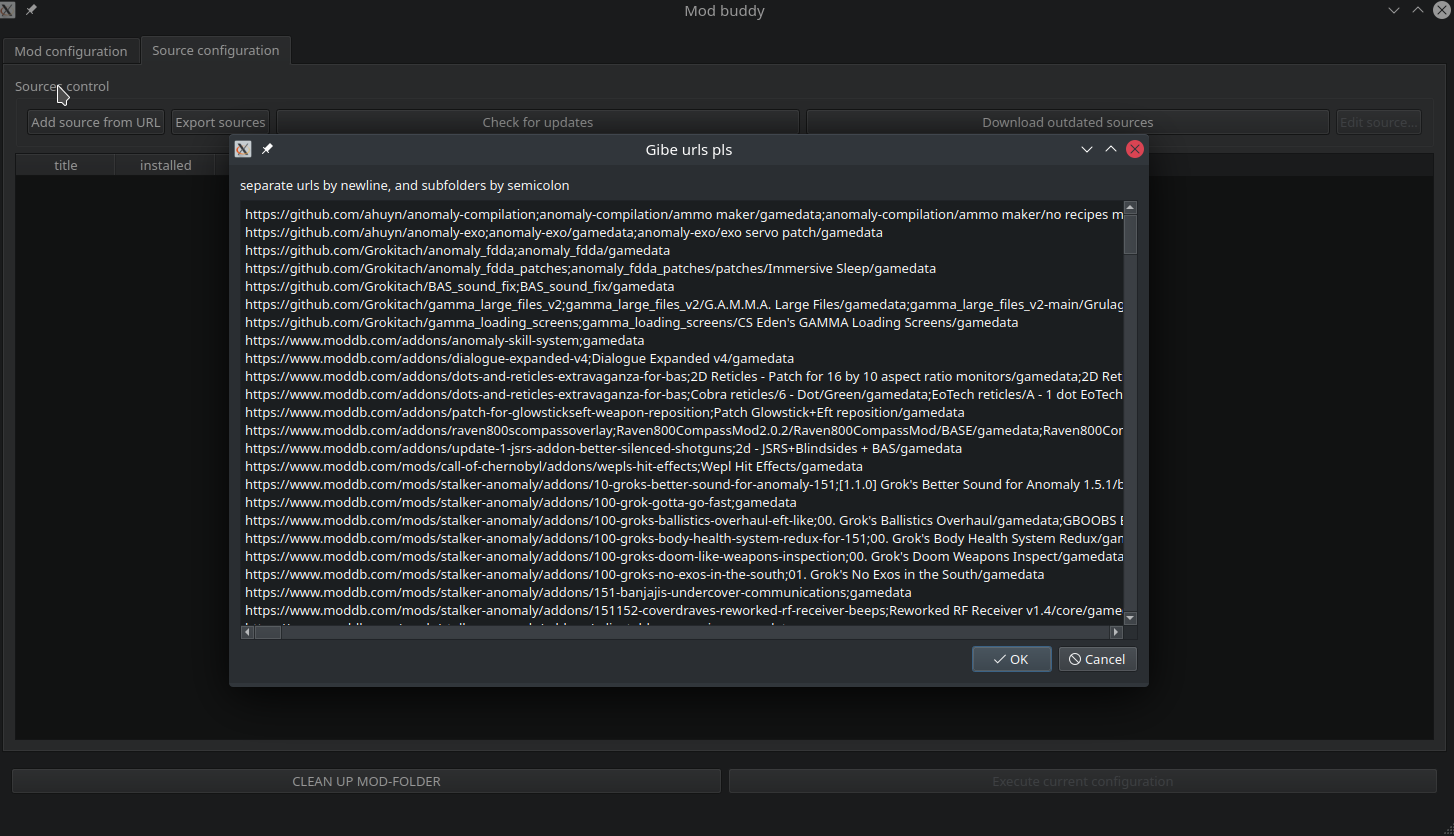 Mod buddy
Mod configuration
Source configuration
Sources control
Add source from URL
Export sources
Check for updates
Download outdated sources
Edit source...
title
installed
Gibe urls pls
separate urls by newline, and subfolders by semicolon
https://github.com/ahuyn/anomaly-compilation;anomaly-compilation/ammo maker/gamedata;anomaly-compilation/ammo maker/no recipes m
https://github.com/ahuyn/anomaly-exo;anomaly-exo/gamedata;anomaly-exo/exo servo patch/gamedata
https://github.com/Grokitach/anomaly_fdda;anomaly_fdda/gamedata
https://github.com/Grokitach/anomaly_fdda_patches;anomaly_fdda_patches/patches/Immersive Sleep/gamedata
https://github.com/Grokitach/BAS_sound_fix;BAS_sound_fix/gamedata
https://github.com/Grokitach/gamma_large_files_v2;gamma_large_files_v2/G.A.M.M.A. Large Files/gamedata;gamma_large_files_v2-main/Grulag
https://github.com/Grokitach/gamma_loading_screens;gamma_loading_screens/CS Eden's GAMMA Loading Screens/gamedata
https://www.moddb.com/addons/anomaly-skill-system;gamedata
https://www.moddb.com/addons/dialogue-expanded-v4;Dialogue Expanded v4/gamedata
https://www.moddb.com/addons/dots-and-reticles-extravaganza-for-bas;2D Reticles - Patch for 16 by 10 aspect ratio monitors/gamedata;2D Ret
https://www.moddb.com/addons/dots-and-reticles-extravaganza-for-bas;Cobra reticles/6 - Dot/Green/gamedata;EoTech reticles/A - 1 dot EoTech
https://www.moddb.com/addons/patch-for-glowstickseft-weapon-reposition;Patch Glowstick+Eft reposition/gamedata
https://www.moddb.com/addons/raven800scompassoverlay;Raven800CompassMod2.0.2/Raven800CompassMod/BASE/gamedata;Raven800Cor
https://www.moddb.com/addons/update-1-jsrs-addon-better-silenced-shotguns;2d - JSRS+Blindsides + BAS/gamedata
https://www.moddb.com/mods/call-of-chernobyl/addons/wepls-hit-effects;Wepl Hit Effects/gamedata
https://www.moddb.com/mods/stalker-anomaly/addons/10-groks-better-sound-for-anomaly-151;[1.1.0] Grok's Better Sound for Anomaly 1.5.1/b
https://www.moddb.com/mods/stalker-anomaly/addons/100-grok-gotta-go-fast;gamedata
https://www.moddb.com/mods/stalker-anomaly/addons/100-groks-ballistics-overhaul-eft-like;00. Grok's Ballistics Overhaul/gamedata;GBOOBS E
https://www.moddb.com/mods/stalker-anomaly/addons/100-groks-body-health-system-redux-for-151;00. Grok's Body Health System Redux/gam
https://www.moddb.com/mods/stalker-anomaly/addons/100-groks-doom-like-weapons-inspection;00. Grok's Doom Weapons Inspect/gamedata
https://www.moddb.com/mods/stalker-anomaly/addons/100-groks-no-exos-in-the-south;01. Grok's No Exos in the South/gamedata
https://www.moddb.com/mods/stalker-anomaly/addons/151-banjajis-undercover-communications;gamedata
https://www.moddb.com/mods/stalker-anomaly/addons/151152-coverdraves-reworked-rf-receiver-beeps;Reworked RF Receiver v1.4/core/game
OK
Cancel
CLEAN UP MOD-FOLDER
Execute current configuration